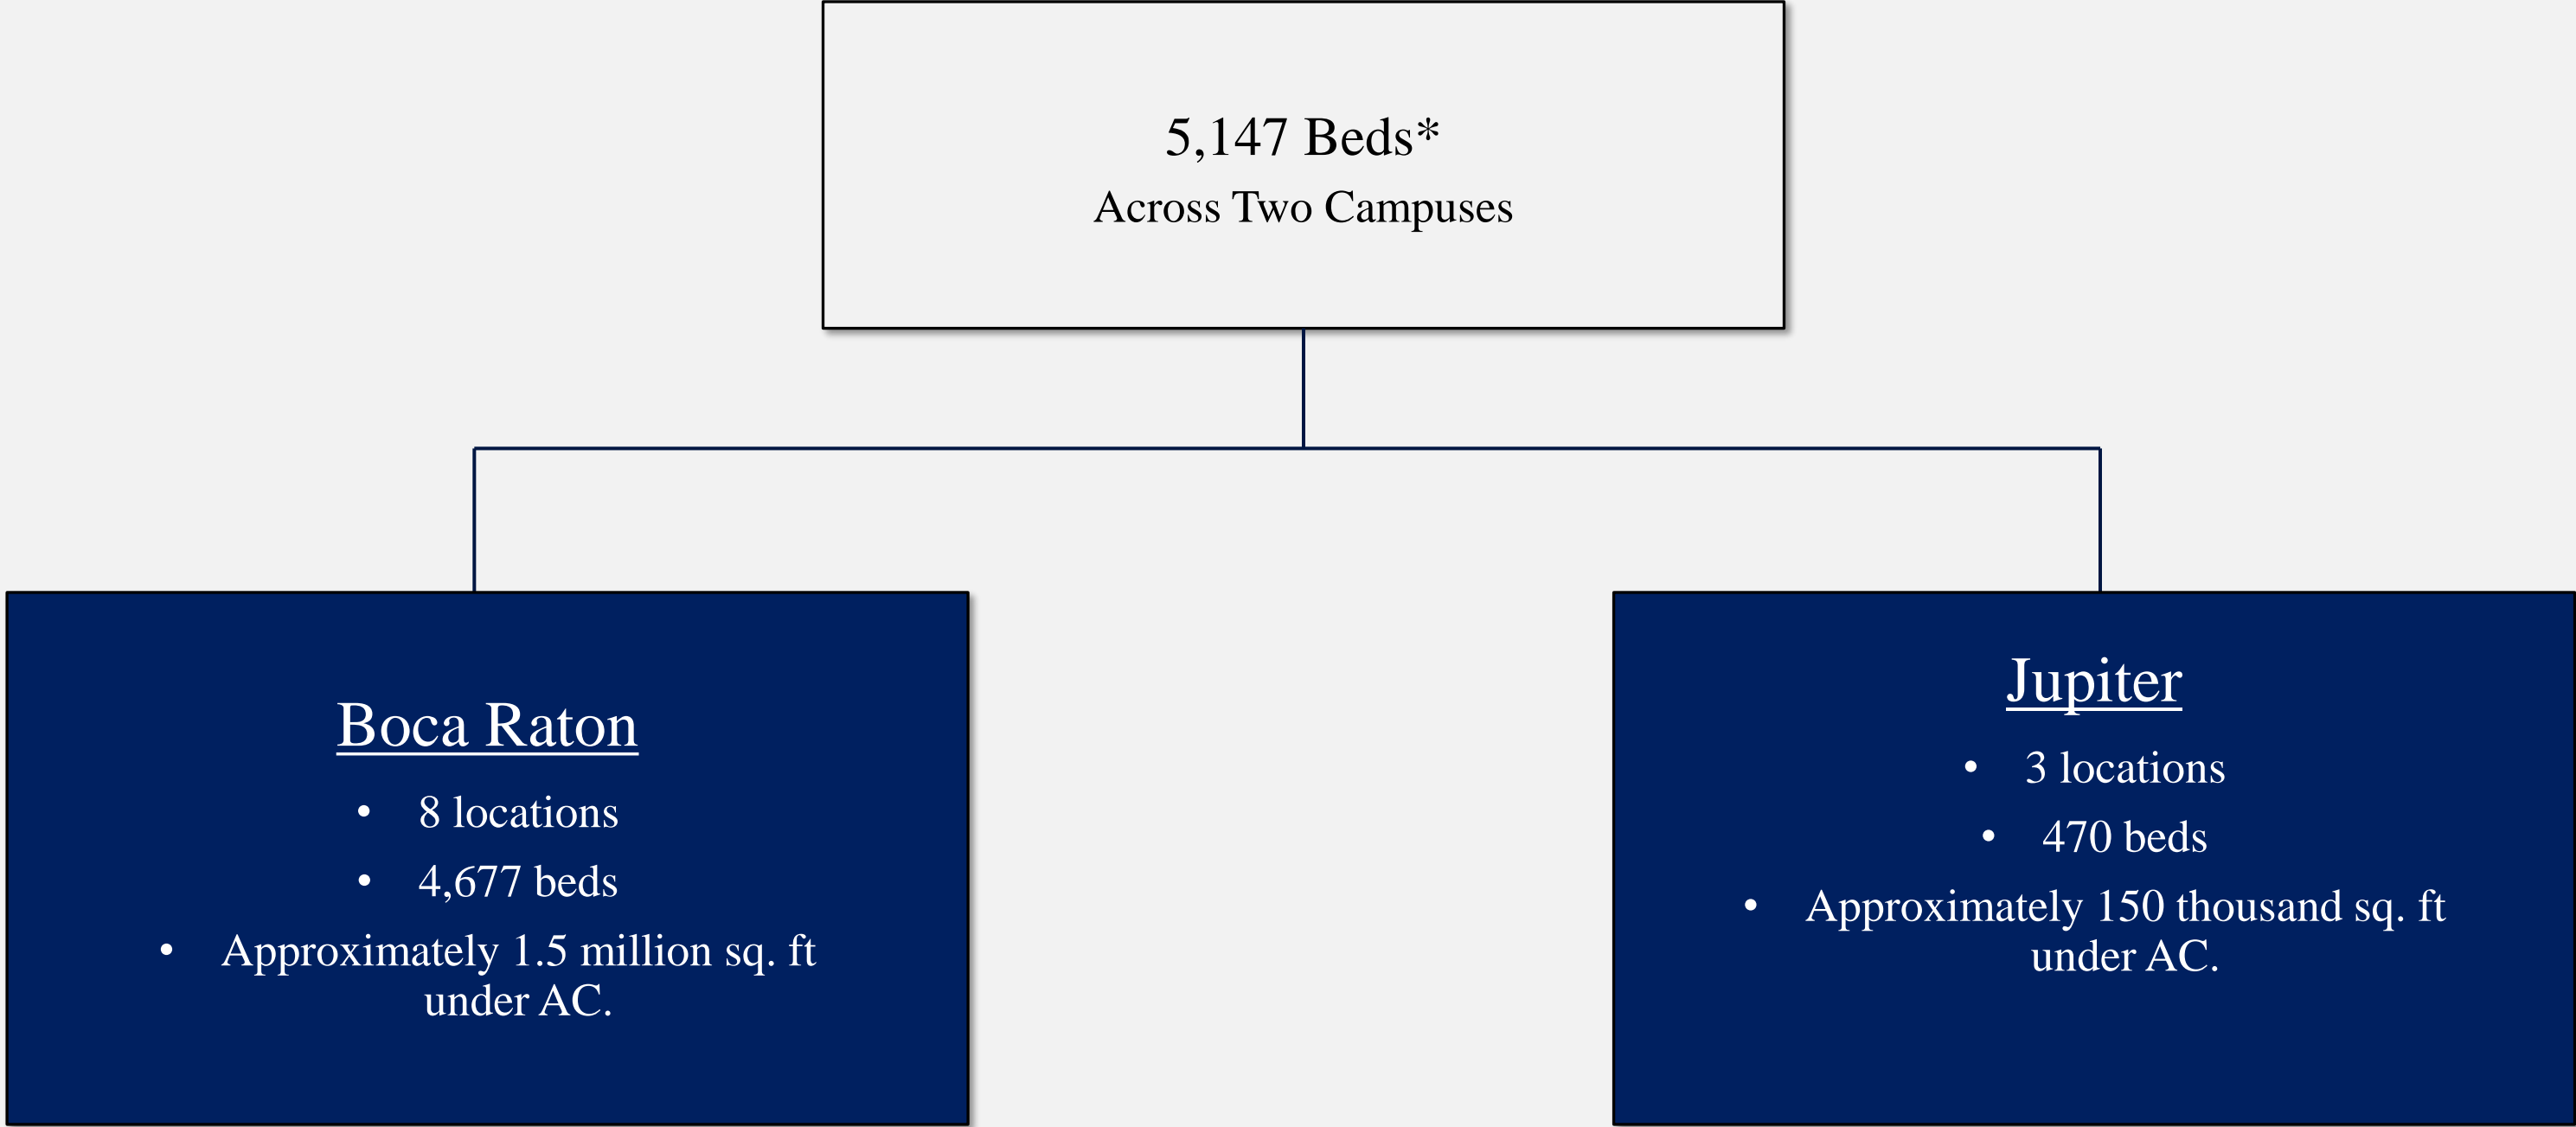 5,147 Beds*
Across Two Campuses
Boca Raton
• 8 locations
• 4,677 beds
• Approximately 1.5 million sq. ft
under AC.
Jupiter
• 3 locations
• 470 beds
• Approximately 150 thousand sq. ft
under AC.